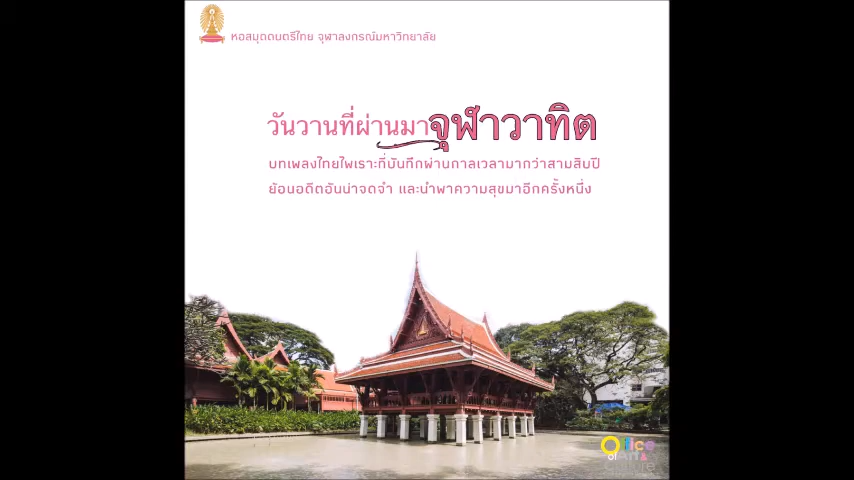 หอสมุดดนตรีไทย จุฬาลงกรณ์มหาวิทยาลัย
วันวานที่ผ่านมาจุฬาวาทิต
บทเพลงไทยไพเราะที่บันทึกผ่านกาลเวลามากว่าสามสิบปี
ย้อนอดีตอันน่าจดจำ และนำพาความสุขมาอีกครั้งหนึ่ง
Office
of Art &
Culture